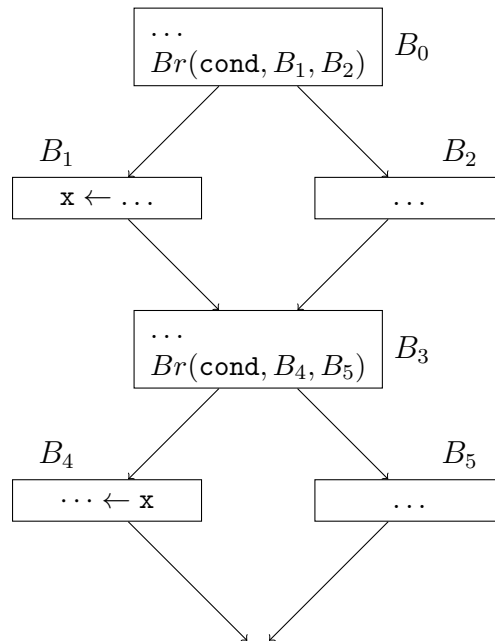 ...
Br(cond, B₁, B₂)
B₀
B₁
B₂
x ← ...
...
...
Br(cond, B₄, B₅)
B₃
B₄
B₅
··· ← x
...